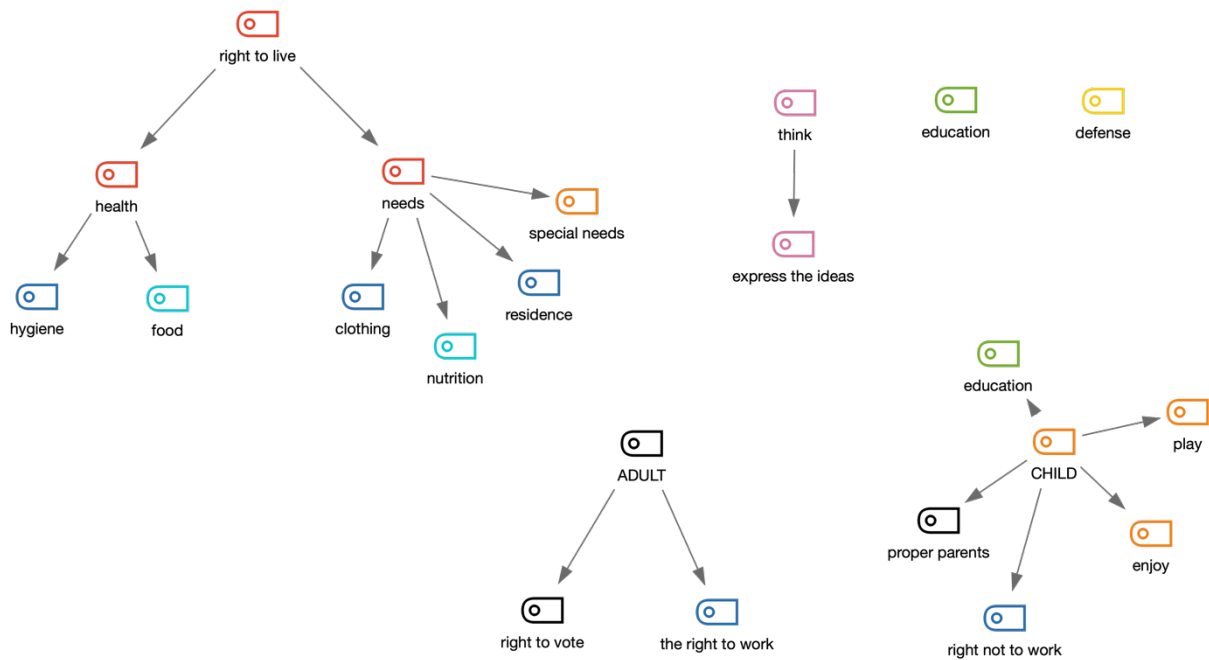 right to live
think
education
defense
health
needs
special needs
express the ideas
hygiene
food
clothing
residence
nutrition
education
play
ADULT
CHILD
proper parents
enjoy
right to vote
the right to work
right not to work